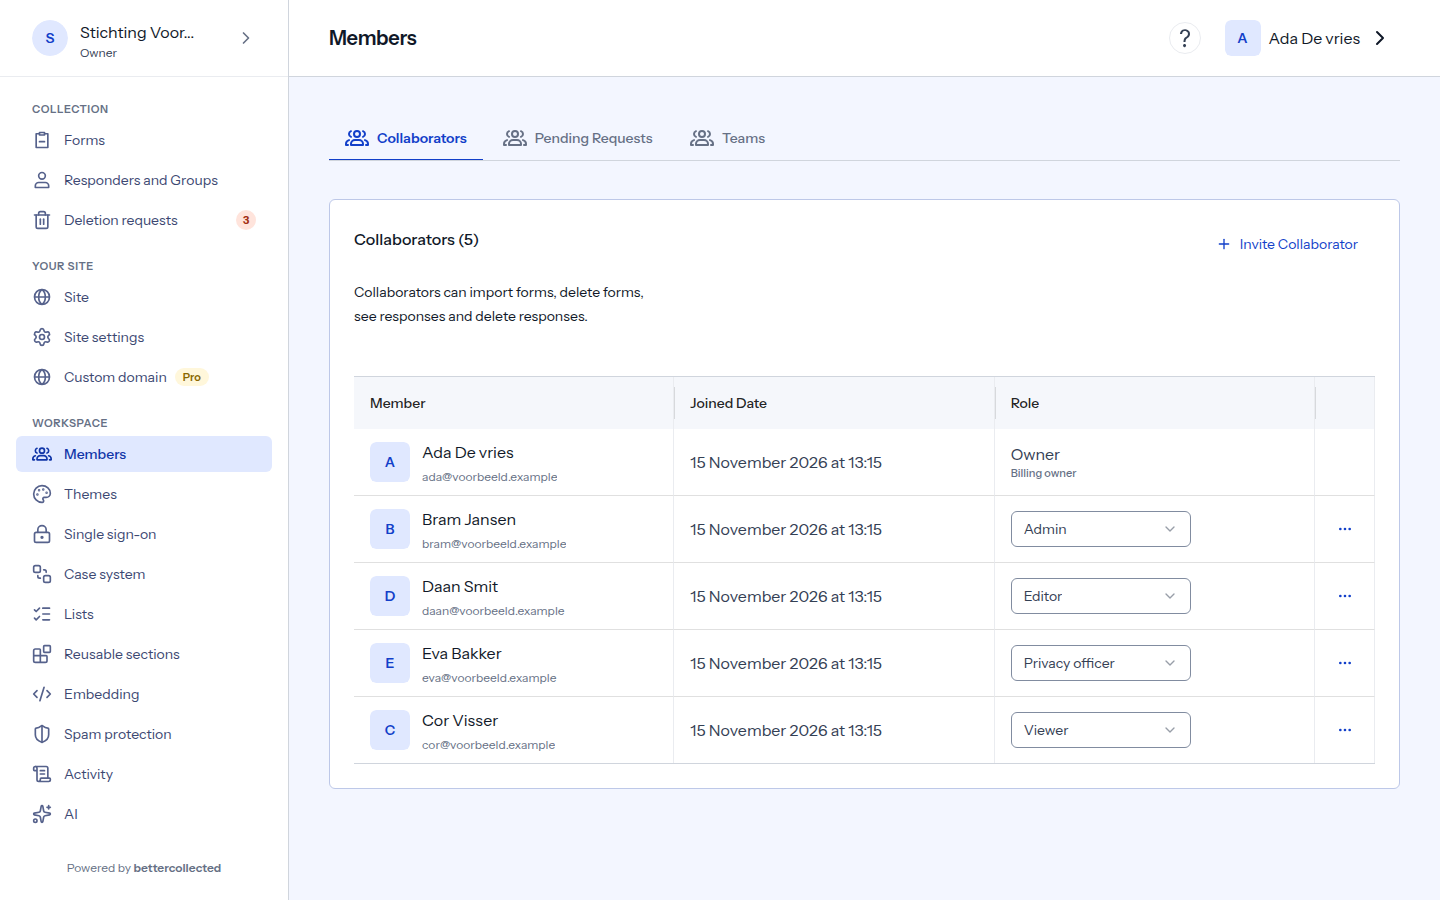 S
Stichting Voor...
Owner
COLLECTION
Forms
Responders and Groups
Deletion requests
3
YOUR SITE
Site
Site settings
Custom domain
Pro
WORKSPACE
Members
Themes
Single sign-on
Case system
Lists
Reusable sections
Embedding
Spam protection
Activity
AI
Powered by bettercollected
Members
?
A
Ada De vries
Collaborators
Pending Requests
Teams
Collaborators (5)
+ Invite Collaborator
Collaborators can import forms, delete forms,
see responses and delete responses.
Member
Joined Date
Role
A
Ada De vries
ada@voorbeeld.example
15 November 2026 at 13:15
Owner
Billing owner
B
Bram Jansen
bram@voorbeeld.example
15 November 2026 at 13:15
Admin
D
Daan Smit
daan@voorbeeld.example
15 November 2026 at 13:15
Editor
E
Eva Bakker
eva@voorbeeld.example
15 November 2026 at 13:15
Privacy officer
C
Cor Visser
cor@voorbeeld.example
15 November 2026 at 13:15
Viewer